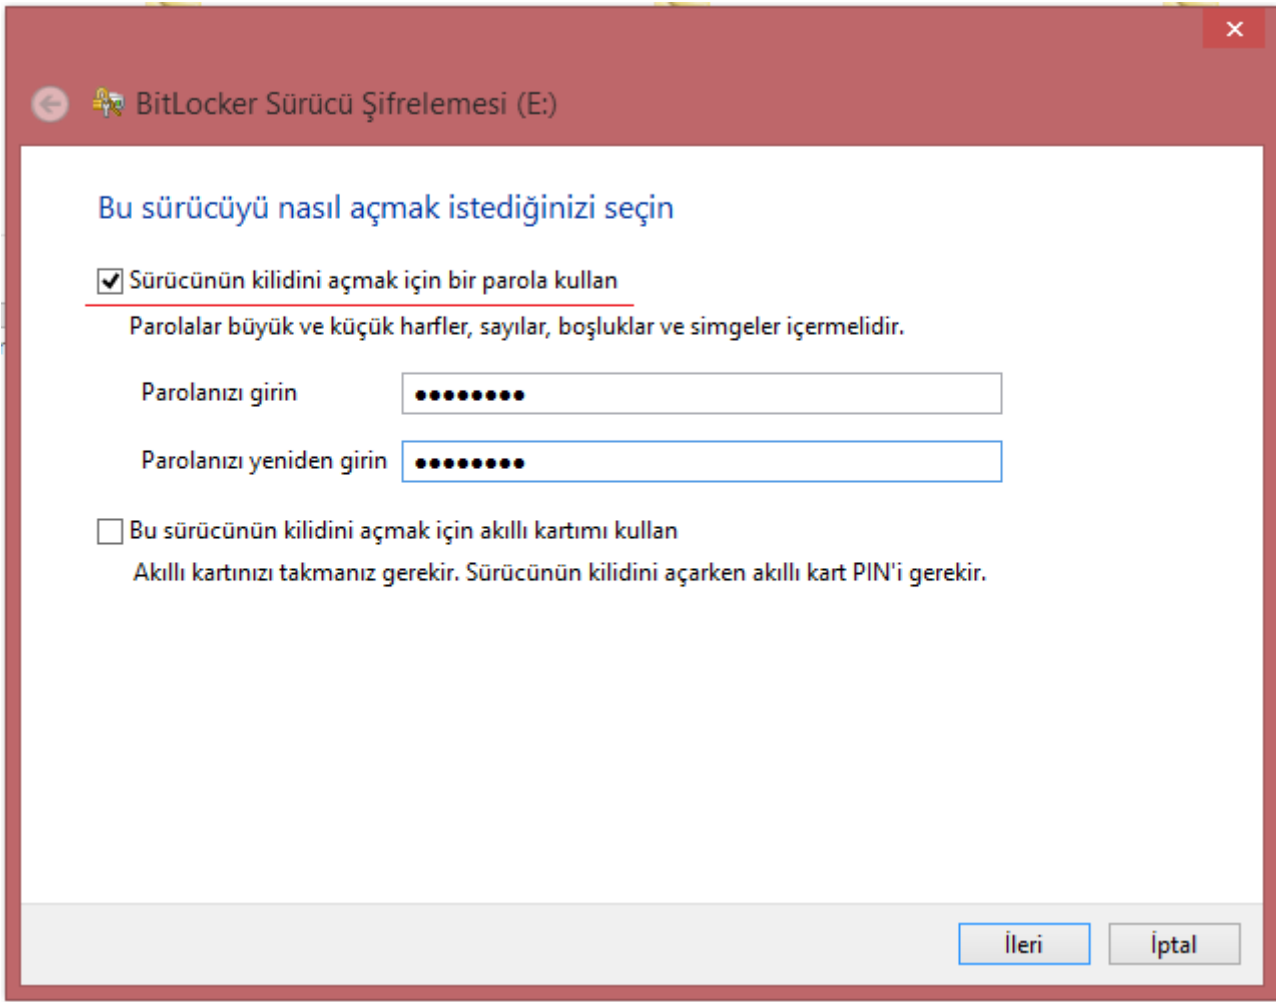 BitLocker Sürücü Şifrelemesi (E:)
Bu sürücüyü nasıl açmak istediğinizi seçin
Sürücünün kilidini açmak için bir parola kullan
Parolalar büyük ve küçük harfler, sayılar, boşluklar ve simgeler içermelidir.
Parolanızı girin ●●●●●●●●
Parolanızı yeniden girin ●●●●●●●●
Bu sürücünün kilidini açmak için akıllı kartımı kullan
Akıllı kartınızı takmanız gerekir. Sürücünün kilidini açarken akıllı kart PIN'i gerekir.
İleri İptal